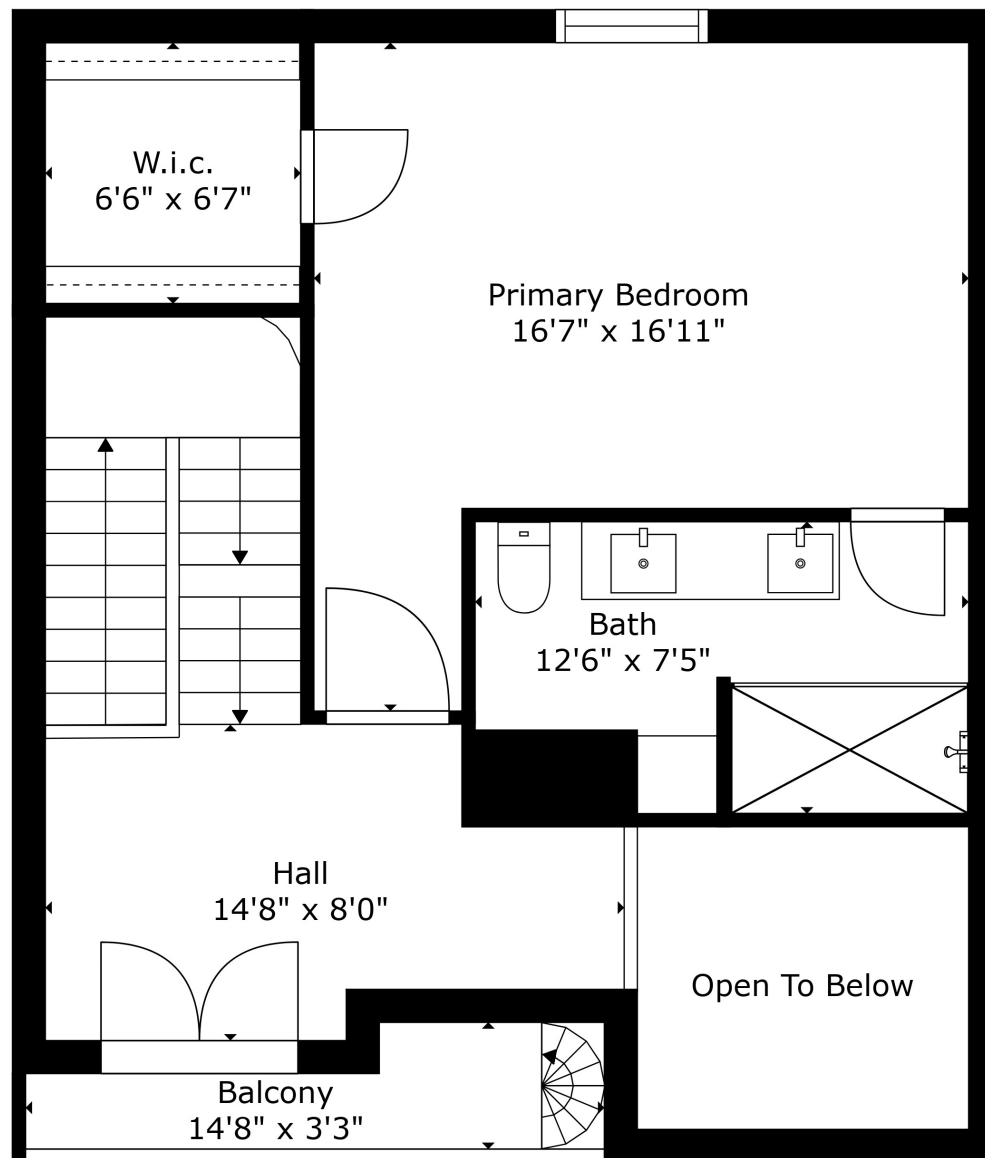 W.i.c.
6'6" x 6'7"
Primary Bedroom
16'7" x 16'11"
Bath
12'6" x 7'5"
Hall
14'8" x 8'0"
Open To Below
Balcony
14'8" x 3'3"